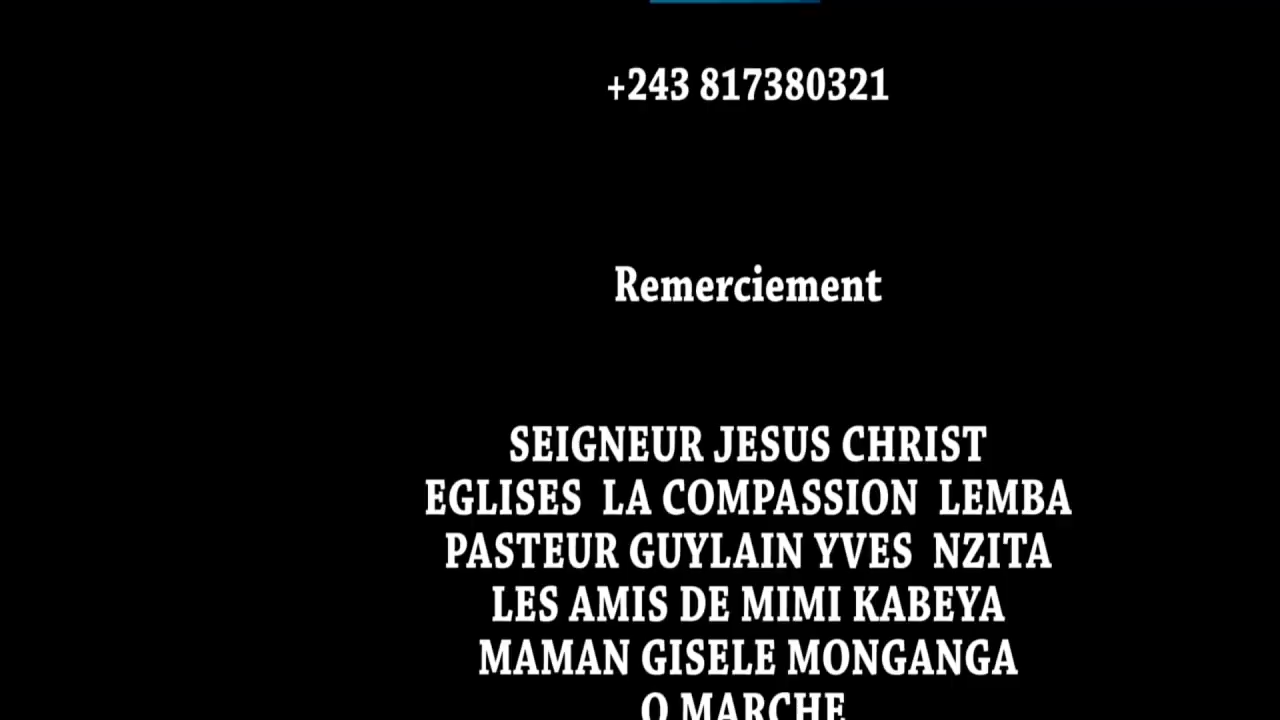 +243 817380321
Remerciement
SEIGNEUR JESUS CHRIST
EGLISES LA COMPASSION LEMBA
PASTEUR GUYLAIN YVES NZITA
LES AMIS DE MIMI KABEYA
MAMAN GISELE MONGANGA
O MARCHE